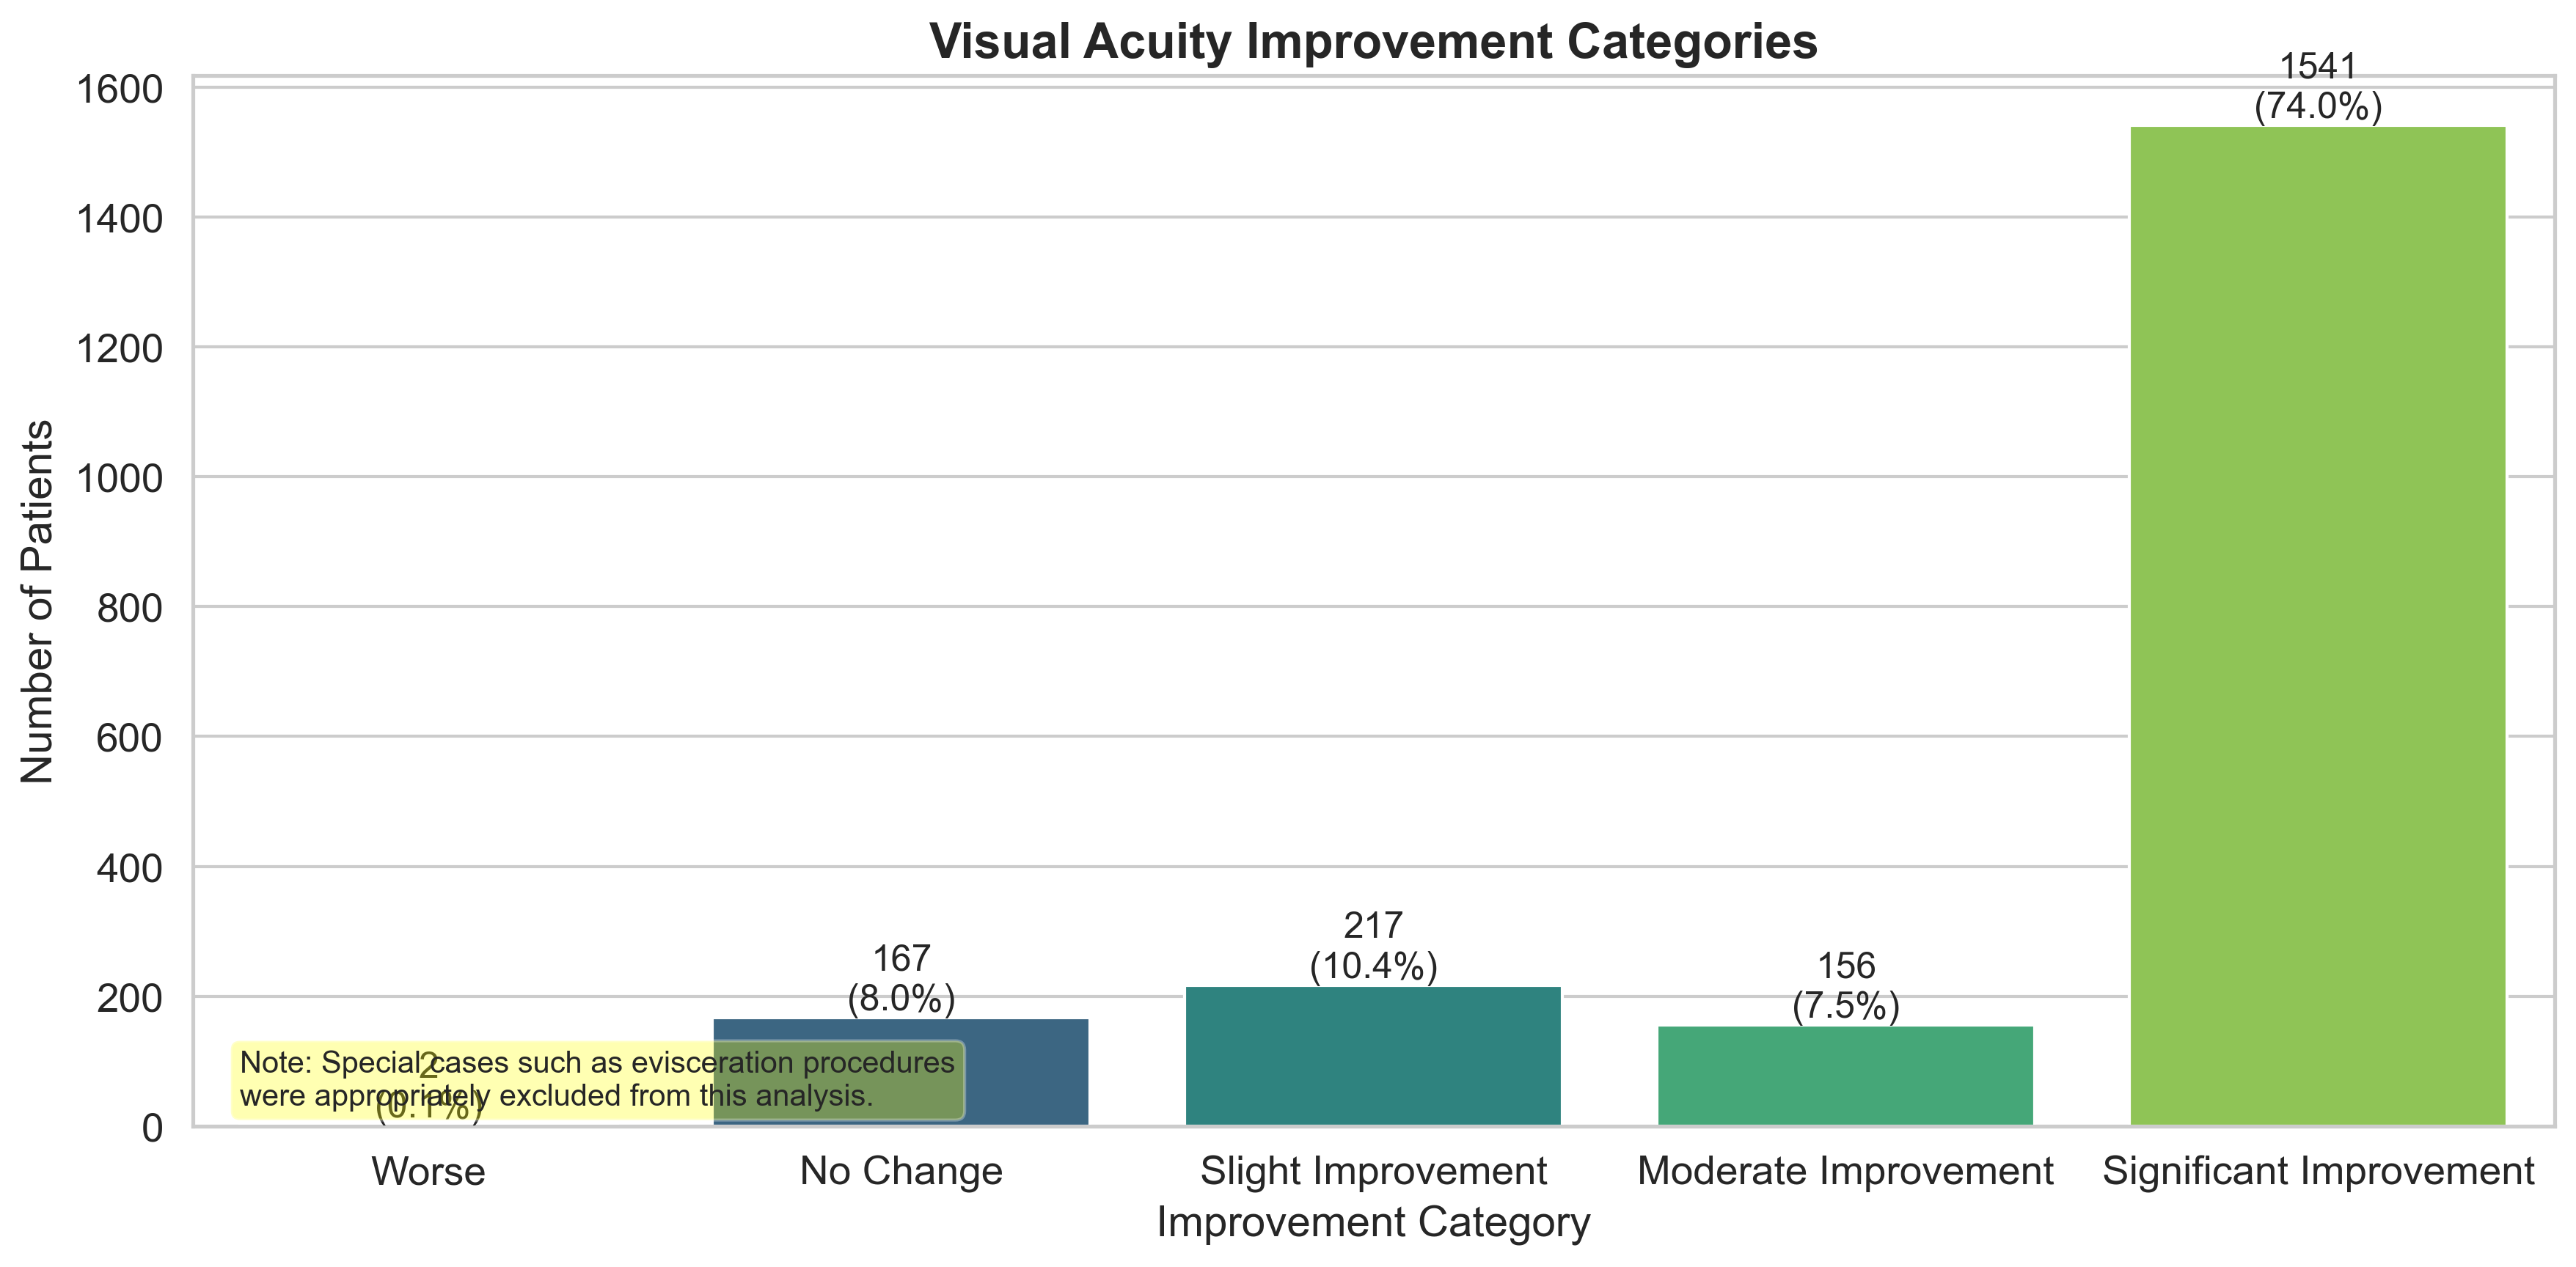 Visual Acuity Improvement Categories
1541
(74.0%)
1600
1400
1200
1000
800
600
400
200
0
Number of Patients
217
(10.4%)
167
(8.0%)
156
(7.5%)
2
(0.1%)
Note: Special cases such as evisceration procedures
were appropriately excluded from this analysis.
Worse
No Change
Slight Improvement
Moderate Improvement
Significant Improvement
Improvement Category